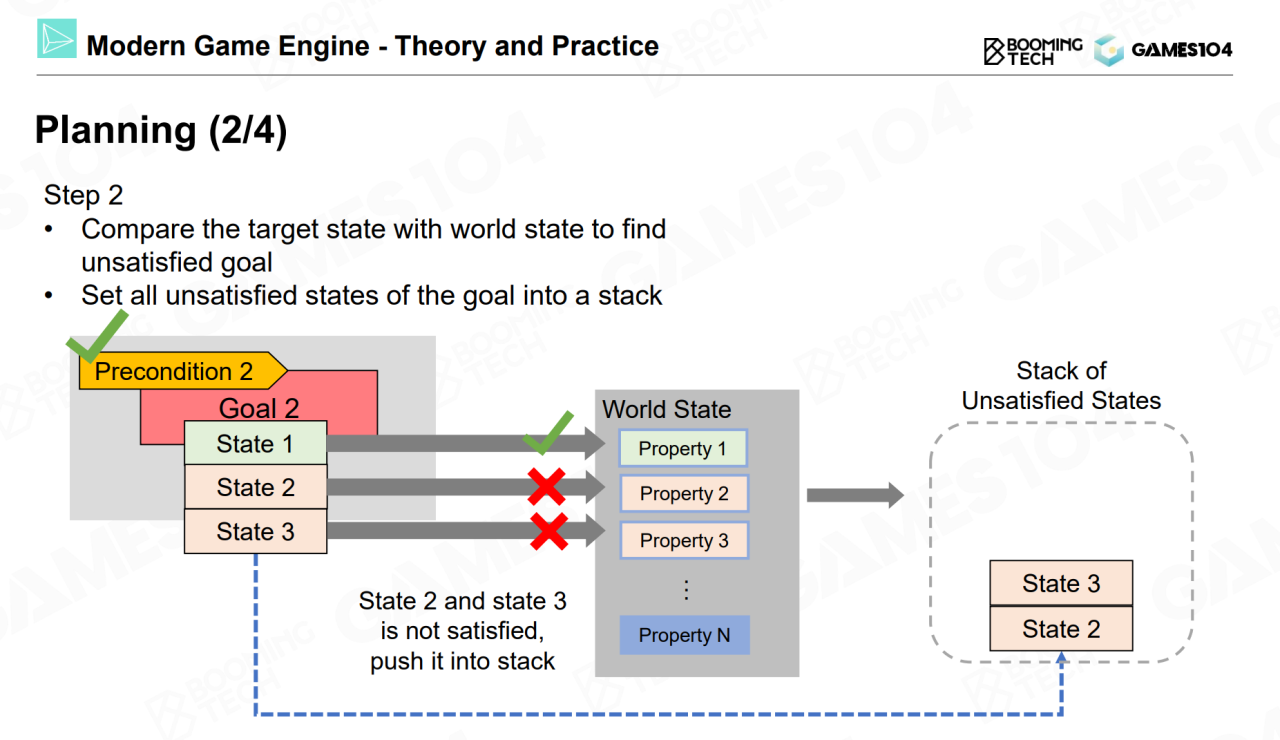 Modern Game Engine - Theory and Practice
BOOMING
TECH
GAMES104
Planning (2/4)
Step 2
• Compare the target state with world state to find
unsatisfied goal
• Set all unsatisfied states of the goal into a stack
Precondition 2
Goal 2
State 1
State 2
State 3
World State
Property 1
Property 2
Property 3
⋮
Property N
State 2 and state 3
is not satisfied,
push it into stack
Stack of
Unsatisfied States
State 3
State 2